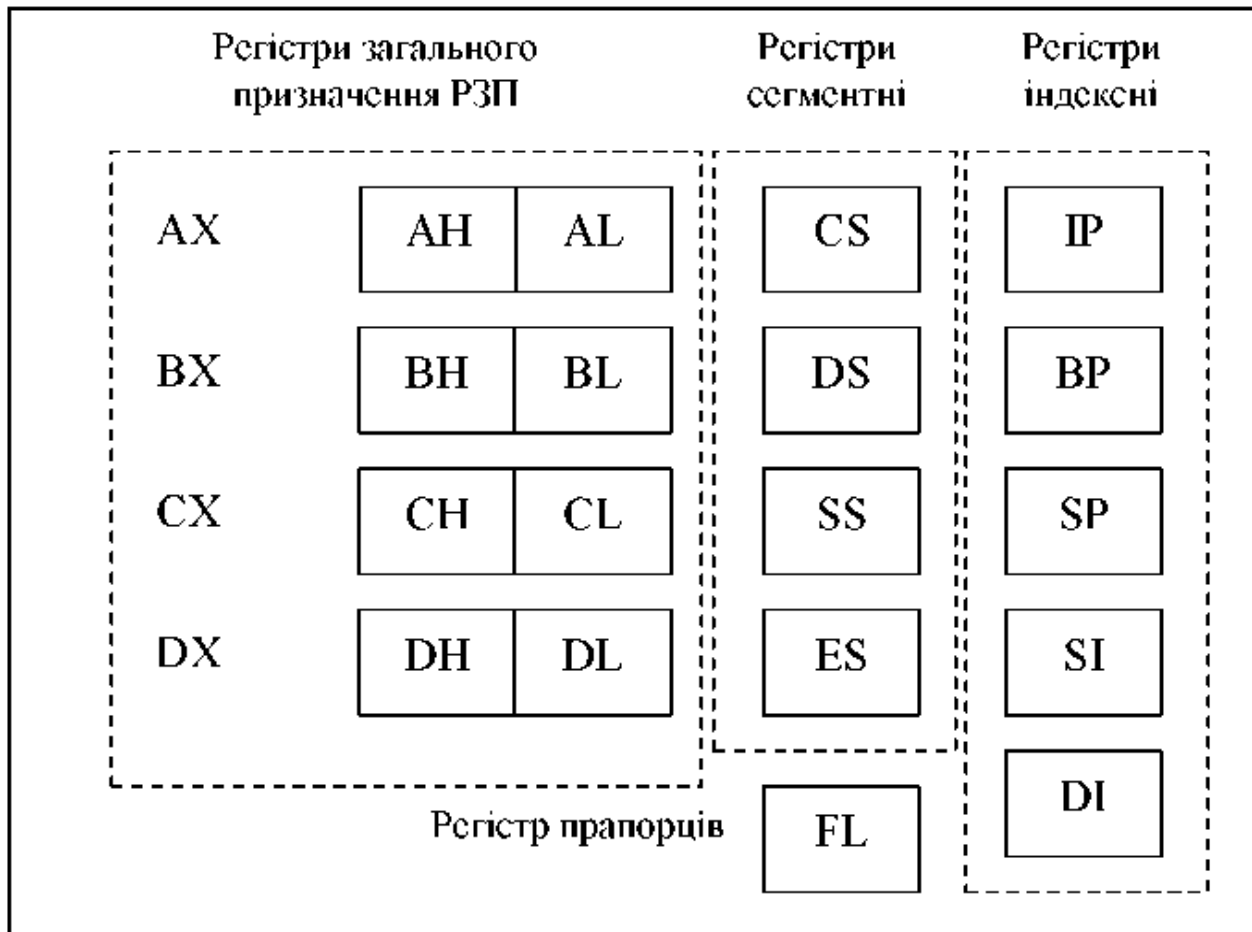 Регістри загального
призначення РЗП
Регістри
сегментні
Регістри
індексні
AX AH AL CS IP
BX BH BL DS BP
CX CH CL SS SP
DX DH DL ES SI
DI
Регістр прапорців FL